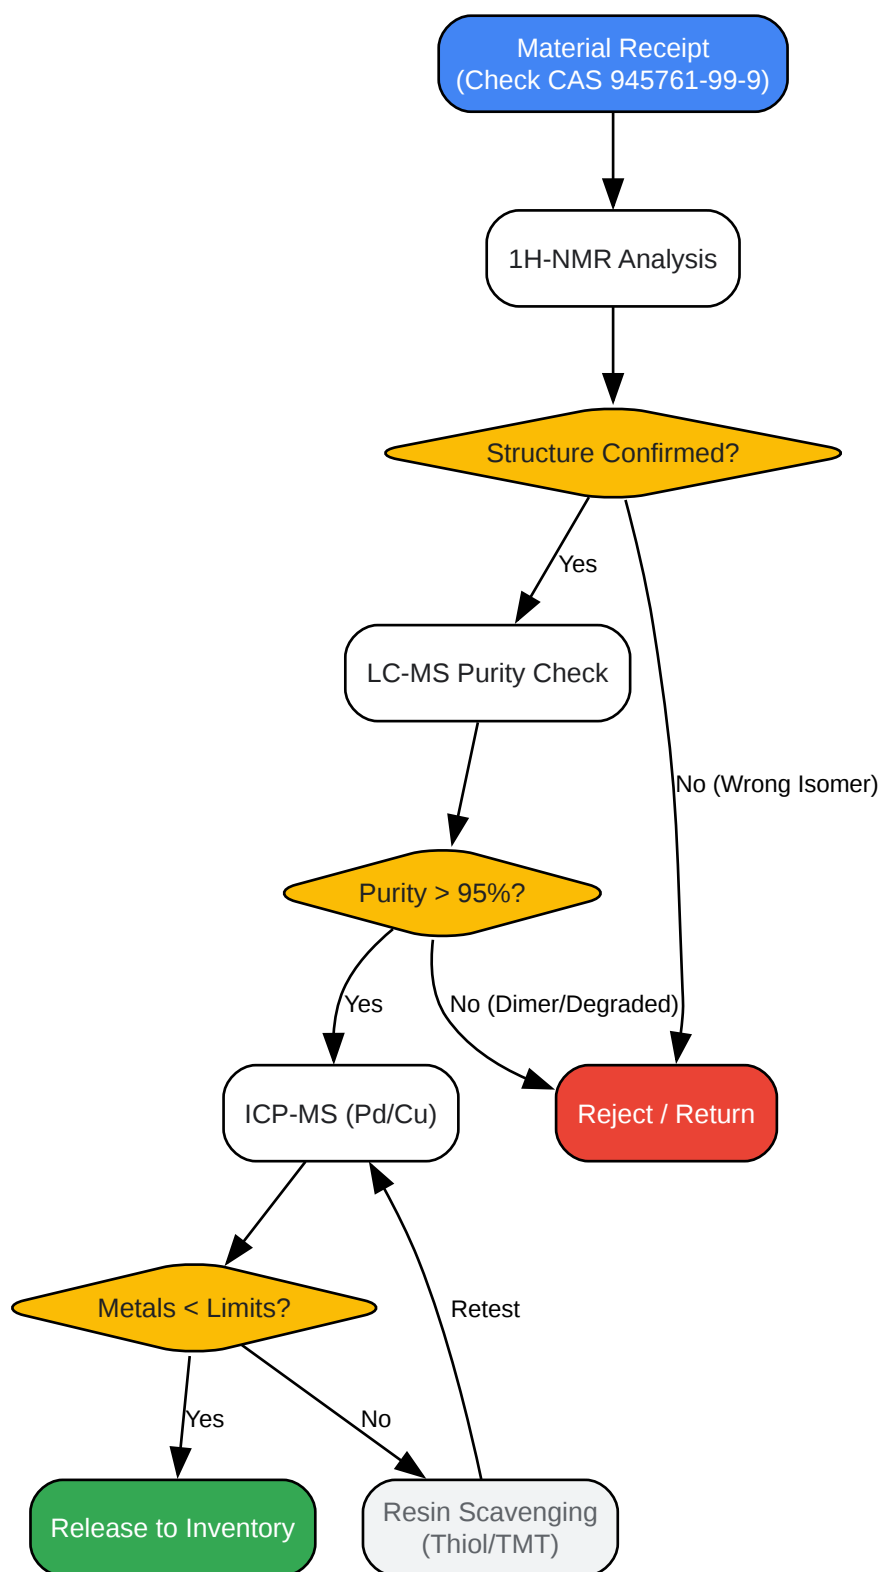 Material Receipt
(Check CAS 945761-99-9)
1H-NMR Analysis
Structure Confirmed?
Yes
LC-MS Purity Check
No (Wrong Isomer)
Purity > 95%?
Yes
No (Dimer/Degraded)
ICP-MS (Pd/Cu)
Reject / Return
Metals < Limits?
Retest
Yes
No
Release to Inventory
Resin Scavenging
(Thiol/TMT)